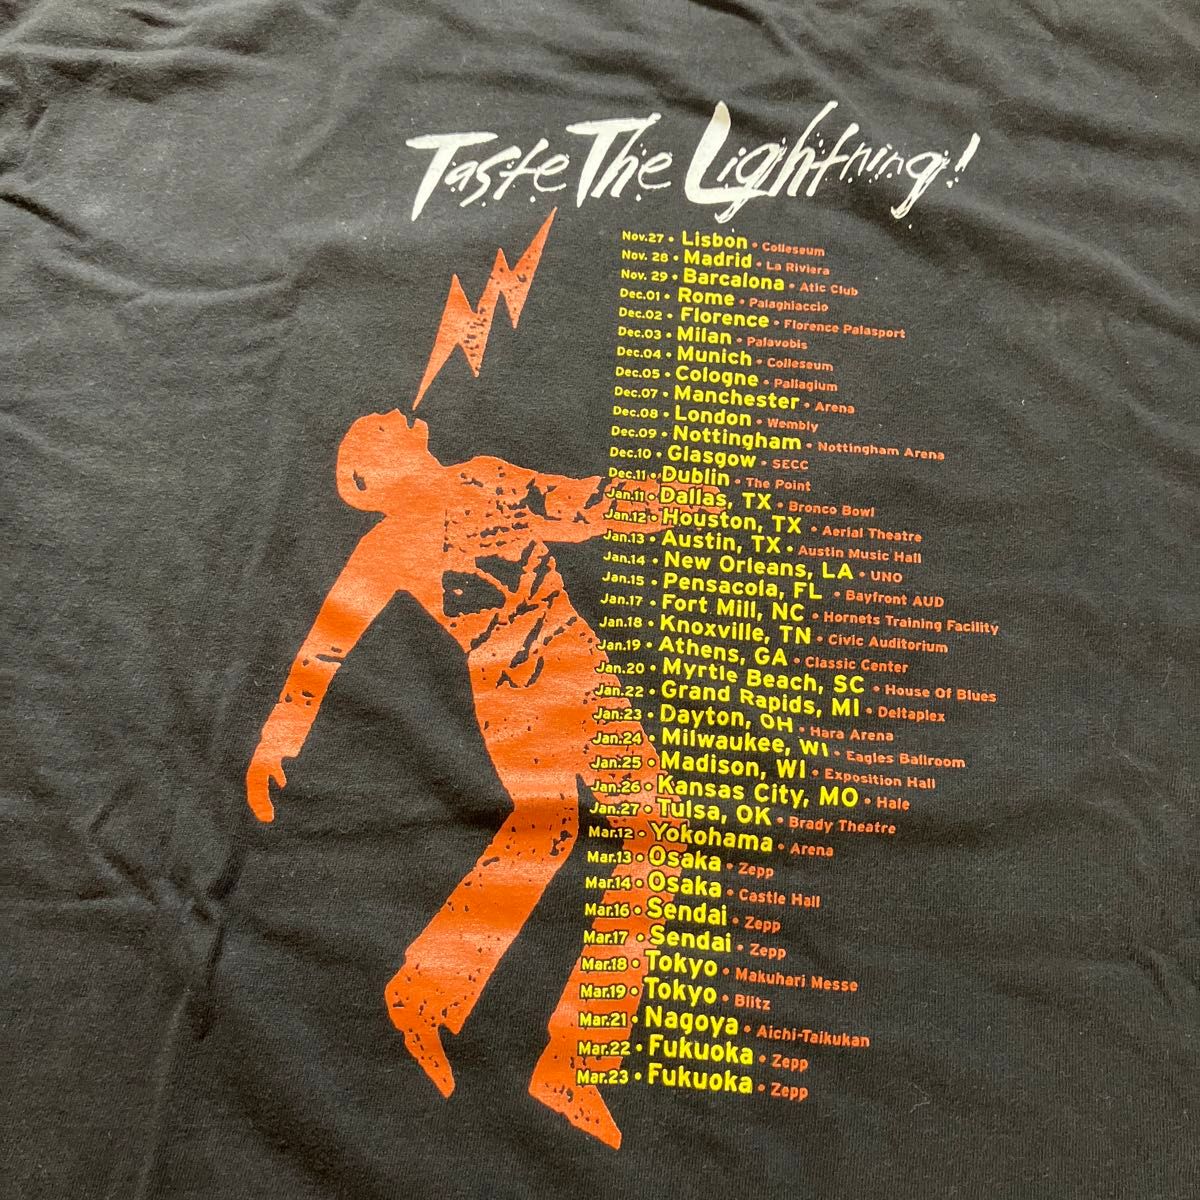 Taste The Lightning!
Nov.27 • Lisbon • Colleseum
Nov. 28 • Madrid • La Riviera
Nov. 29 • Barcalona • Atic Club
Dec.01 • Rome • Palaghiaccio
Dec.02 • Florence • Florence Palasport
Dec.03 • Milan • Palavobis
Dec.04 • Munich • Colleseum
Dec.05 • Cologne • Pallagium
Dec.07 • Manchester • Arena
Dec.08 • London • Wembly
Dec.09 • Nottingham • Nottingham Arena
Dec.10 • Glasgow • SECC
Dec.11 • Dublin • The Point
Jan.11 • Dallas, TX • Bronco Bowl
Jan.12 • Houston, TX • Aerial Theatre
Jan.13 • Austin, TX • Austin Music Hall
Jan.14 • New Orleans, LA • UNO
Jan.15 • Pensacola, FL • Bayfront AUD
Jan.17 • Fort Mill, NC • Hornets Training Facility
Jan.18 • Knoxville, TN • Civic Auditorium
Jan.19 • Athens, GA • Classic Center
Jan.20 • Myrtle Beach, SC • House Of Blues
Jan.22 • Grand Rapids, MI • Deltaplex
Jan.23 • Dayton, OH • Hara Arena
Jan.24 • Milwaukee, WI • Eagles Ballroom
Jan.25 • Madison, WI • Exposition Hall
Jan.26 • Kansas City, MO • Hale
Jan.27 • Tulsa, OK • Brady Theatre
Mar.12 • Yokohama • Arena
Mar.13 • Osaka • Zepp
Mar.14 • Osaka • Castle Hall
Mar.16 • Sendai • Zepp
Mar.17 • Sendai • Zepp
Mar.18 • Tokyo • Makuhari Messe
Mar.19 • Tokyo • Blitz
Mar.21 • Nagoya • Aichi-Taikukan
Mar.22 • Fukuoka • Zepp
Mar.23 • Fukuoka • Zepp